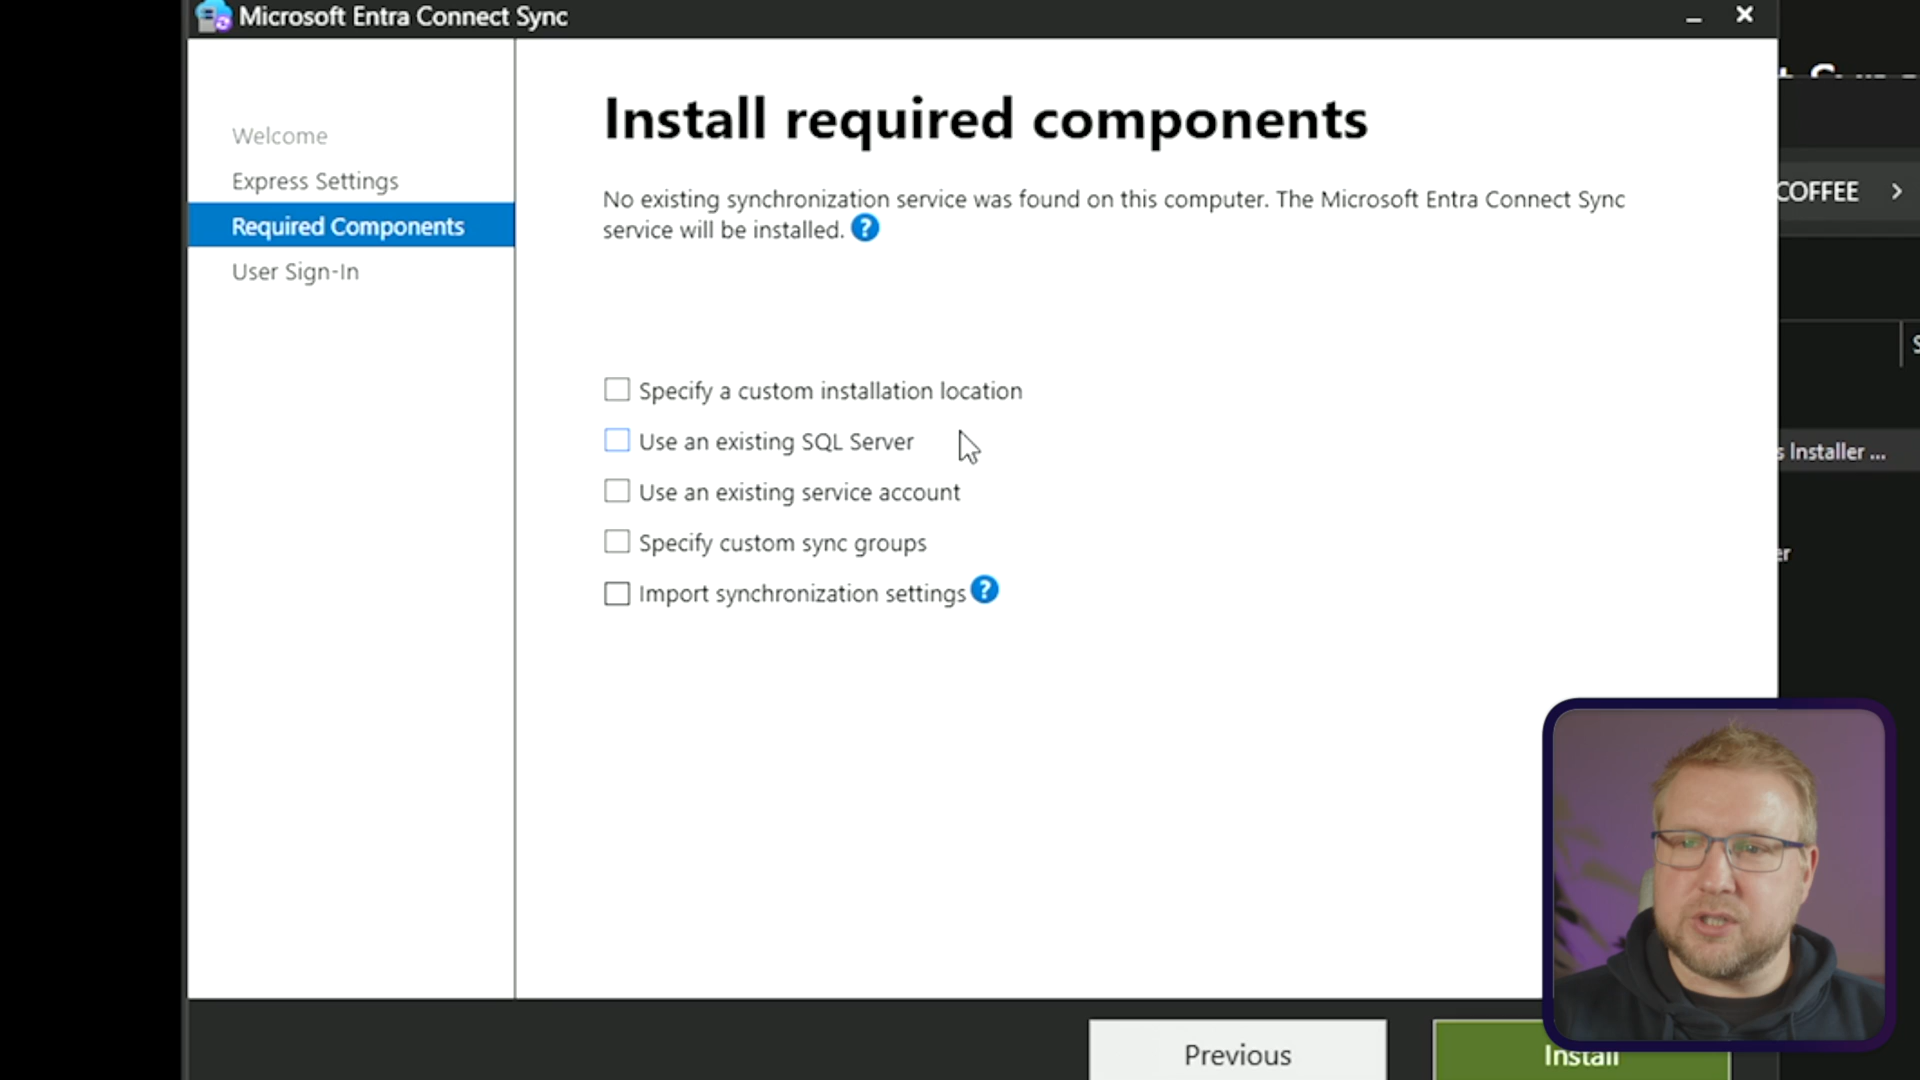 Microsoft Entra Connect Sync
Welcome
Express Settings
Required Components
User Sign-In
Install required components
No existing synchronization service was found on this computer. The Microsoft Entra Connect Sync
service will be installed. ?
Specify a custom installation location
Use an existing SQL Server
Use an existing service account
Specify custom sync groups
Import synchronization settings ?
Previous
Install
COFFEE >
s Installer ...
er